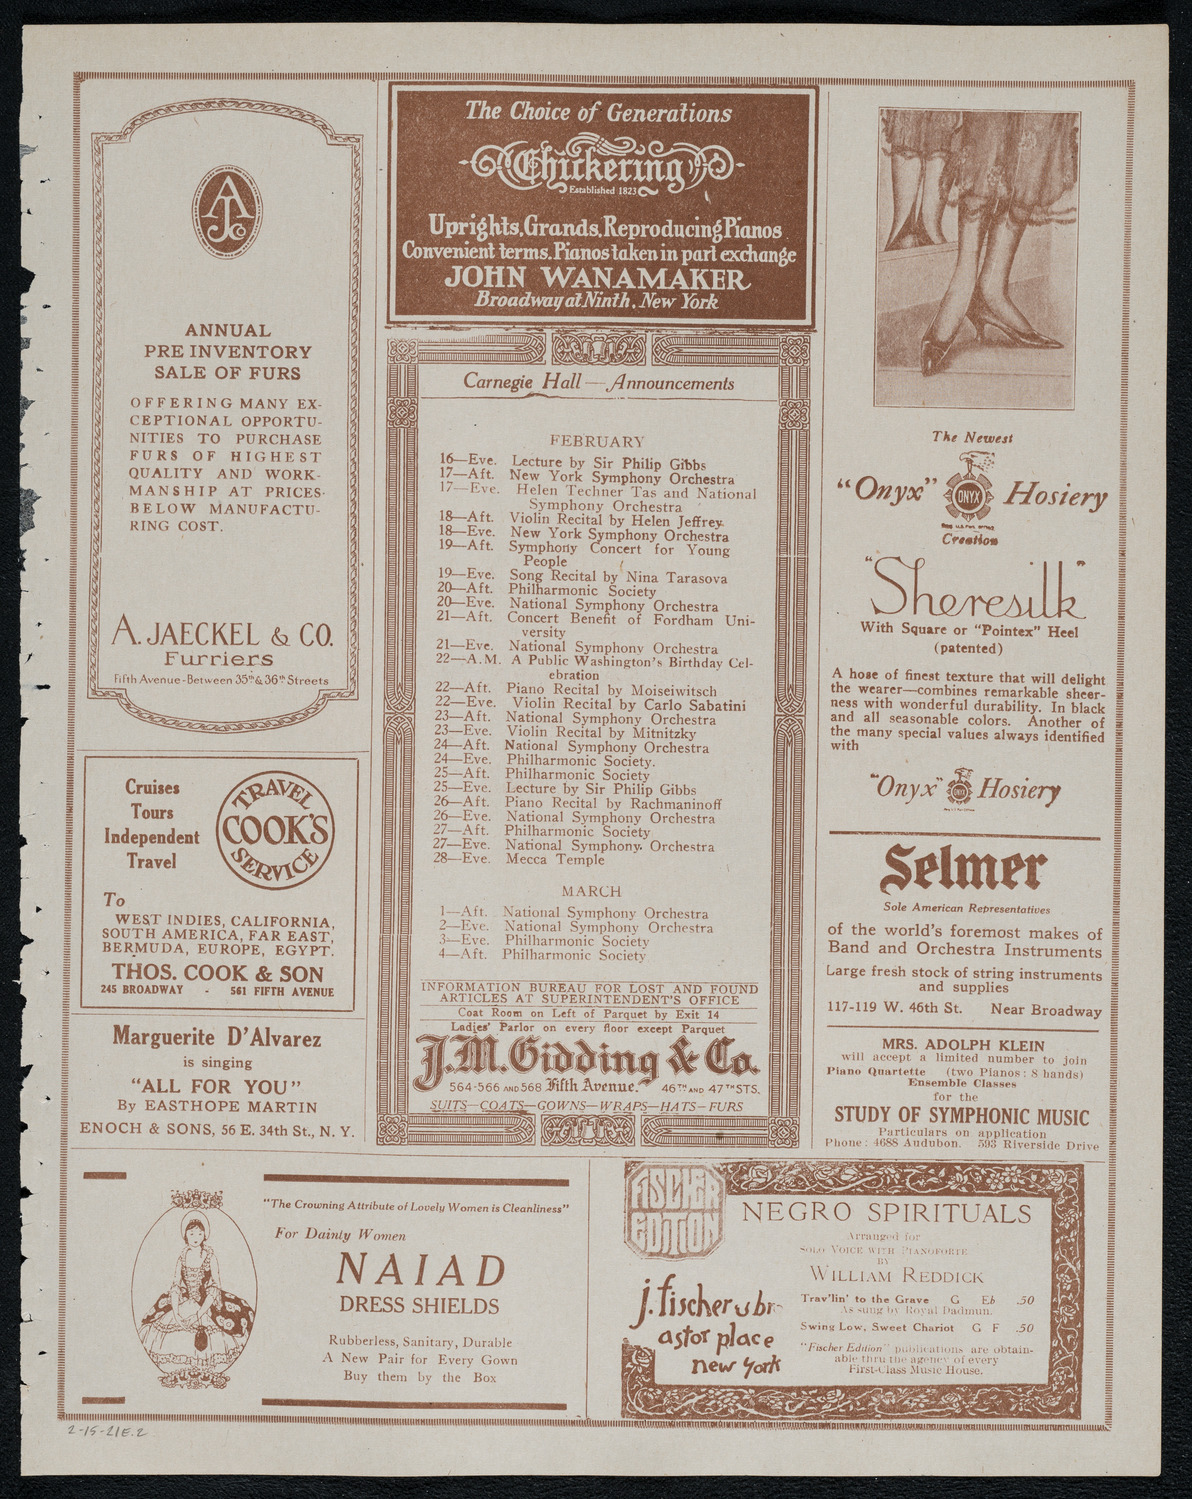 AJCo
ANNUAL
PRE INVENTORY
SALE OF FURS
OFFERING MANY EX-
CEPTIONAL OPPORTU-
NITIES TO PURCHASE
FURS OF HIGHEST
QUALITY AND WORK-
MANSHIP AT PRICES
BELOW MANUFACTU-
RING COST.
A. JAECKEL & CO.
Furriers
Fifth Avenue-Between 35th & 36th Streets
Cruises
Tours
Independent
Travel
TRAVEL
COOK'S
SERVICE
To
WEST INDIES, CALIFORNIA,
SOUTH AMERICA, FAR EAST,
BERMUDA, EUROPE, EGYPT.
THOS. COOK & SON
245 BROADWAY - 561 FIFTH AVENUE
Marguerite D'Alvarez
is singing
"ALL FOR YOU"
By EASTHOPE MARTIN
ENOCH & SONS, 56 E. 34th St., N. Y.
The Choice of Generations
Chickering
Established 1823
Uprights, Grands, Reproducing Pianos
Convenient terms. Pianos taken in part exchange
JOHN WANAMAKER
Broadway at Ninth, New York
Carnegie Hall—Announcements
FEBRUARY
16—Eve. Lecture by Sir Philip Gibbs
17—Aft. New York Symphony Orchestra
17—Eve. Helen Techner Tas and National
Symphony Orchestra
18—Aft. Violin Recital by Helen Jeffrey
18—Eve. New York Symphony Orchestra
19—Aft. Symphony Concert for Young
People
19—Eve. Song Recital by Nina Tarasova
20—Aft. Philharmonic Society
20—Eve. National Symphony Orchestra
21—Aft. Concert Benefit of Fordham Uni-
versity
21—Eve. National Symphony Orchestra
22—A.M. A Public Washington's Birthday Cel-
ebration
22—Aft. Piano Recital by Moiseiwitsch
22—Eve. Violin Recital by Carlo Sabatini
23—Aft. National Symphony Orchestra
23—Eve. Violin Recital by Mitnitzky
24—Aft. National Symphony Orchestra
24—Eve. Philharmonic Society.
25—Aft. Philharmonic Society
25—Eve. Lecture by Sir Philip Gibbs
26—Aft. Piano Recital by Rachmaninoff
26—Eve. National Symphony Orchestra
27—Aft. Philharmonic Society
27—Eve. National Symphony. Orchestra
28—Eve. Mecca Temple
MARCH
1—Aft. National Symphony Orchestra
2—Eve. National Symphony Orchestra
3—Eve. Philharmonic Society
4—Aft. Philharmonic Society
INFORMATION BUREAU FOR LOST AND FOUND
ARTICLES AT SUPERINTENDENT'S OFFICE
Coat Room on Left of Parquet by Exit 14
Ladies' Parlor on every floor except Parquet
J.M. Gidding & Co.
564-566 AND 568 Fifth Avenue. 46TH AND 47TH STS.
SUITS—COATS—GOWNS—WRAPS—HATS—FURS
The Newest
"Onyx" ONYX Hosiery
Creation
"Sheresilk"
With Square or "Pointex" Heel
(patented)
A hose of finest texture that will delight
the wearer—combines remarkable sheer-
ness with wonderful durability. In black
and all seasonable colors. Another of
the many special values always identified
with
"Onyx" ONYX Hosiery
Selmer
Sole American Representatives
of the world's foremost makes of
Band and Orchestra Instruments
Large fresh stock of string instruments
and supplies
117-119 W. 46th St. Near Broadway
MRS. ADOLPH KLEIN
will accept a limited number to join
Piano Quartette (two Pianos: 8 hands)
Ensemble Classes
for the
STUDY OF SYMPHONIC MUSIC
Particulars on application
Phone: 4688 Audubon. 593 Riverside Drive
"The Crowning Attribute of Lovely Women is Cleanliness"
For Dainty Women
NAIAD
DRESS SHIELDS
Rubberless, Sanitary, Durable
A New Pair for Every Gown
Buy them by the Box
FISCHER
EDITION
j. fischer & bro
astor place
new york
NEGRO SPIRITUALS
Arranged for
SOLO VOICE WITH PIANOFORTE
BY
WILLIAM REDDICK
Trav'lin' to the Grave G Eb .50
As sung by Royal Dadmun.
Swing Low, Sweet Chariot G F .50
"Fischer Edition" publications are obtain-
able thru the agency of every
First-Class Music House.
2-15-21E.2